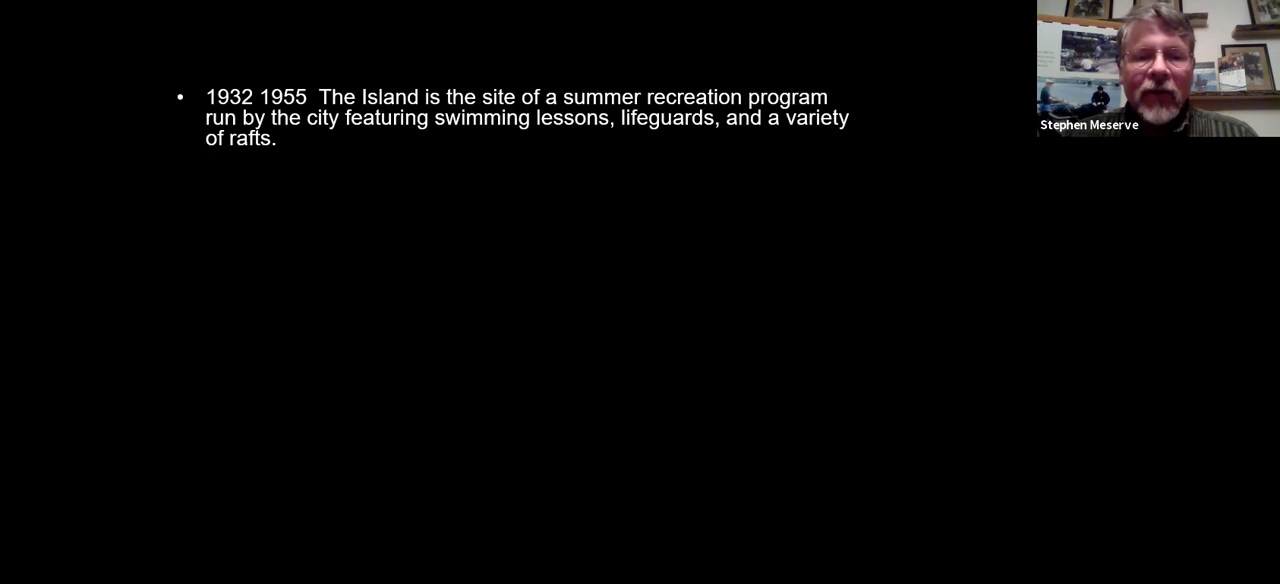 • 1932 1955  The Island is the site of a summer recreation program
run by the city featuring swimming lessons, lifeguards, and a variety
of rafts.
Stephen Meserve